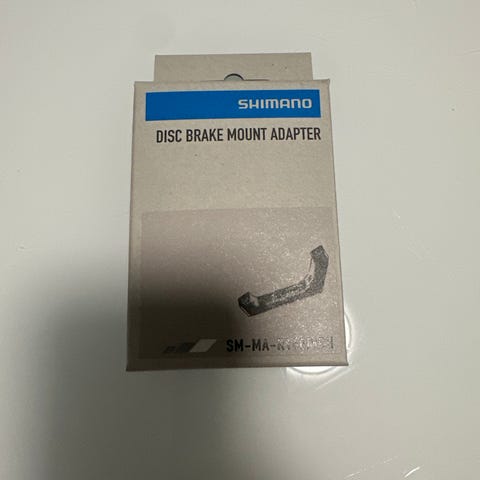 SHIMANO
DISC BRAKE MOUNT ADAPTER